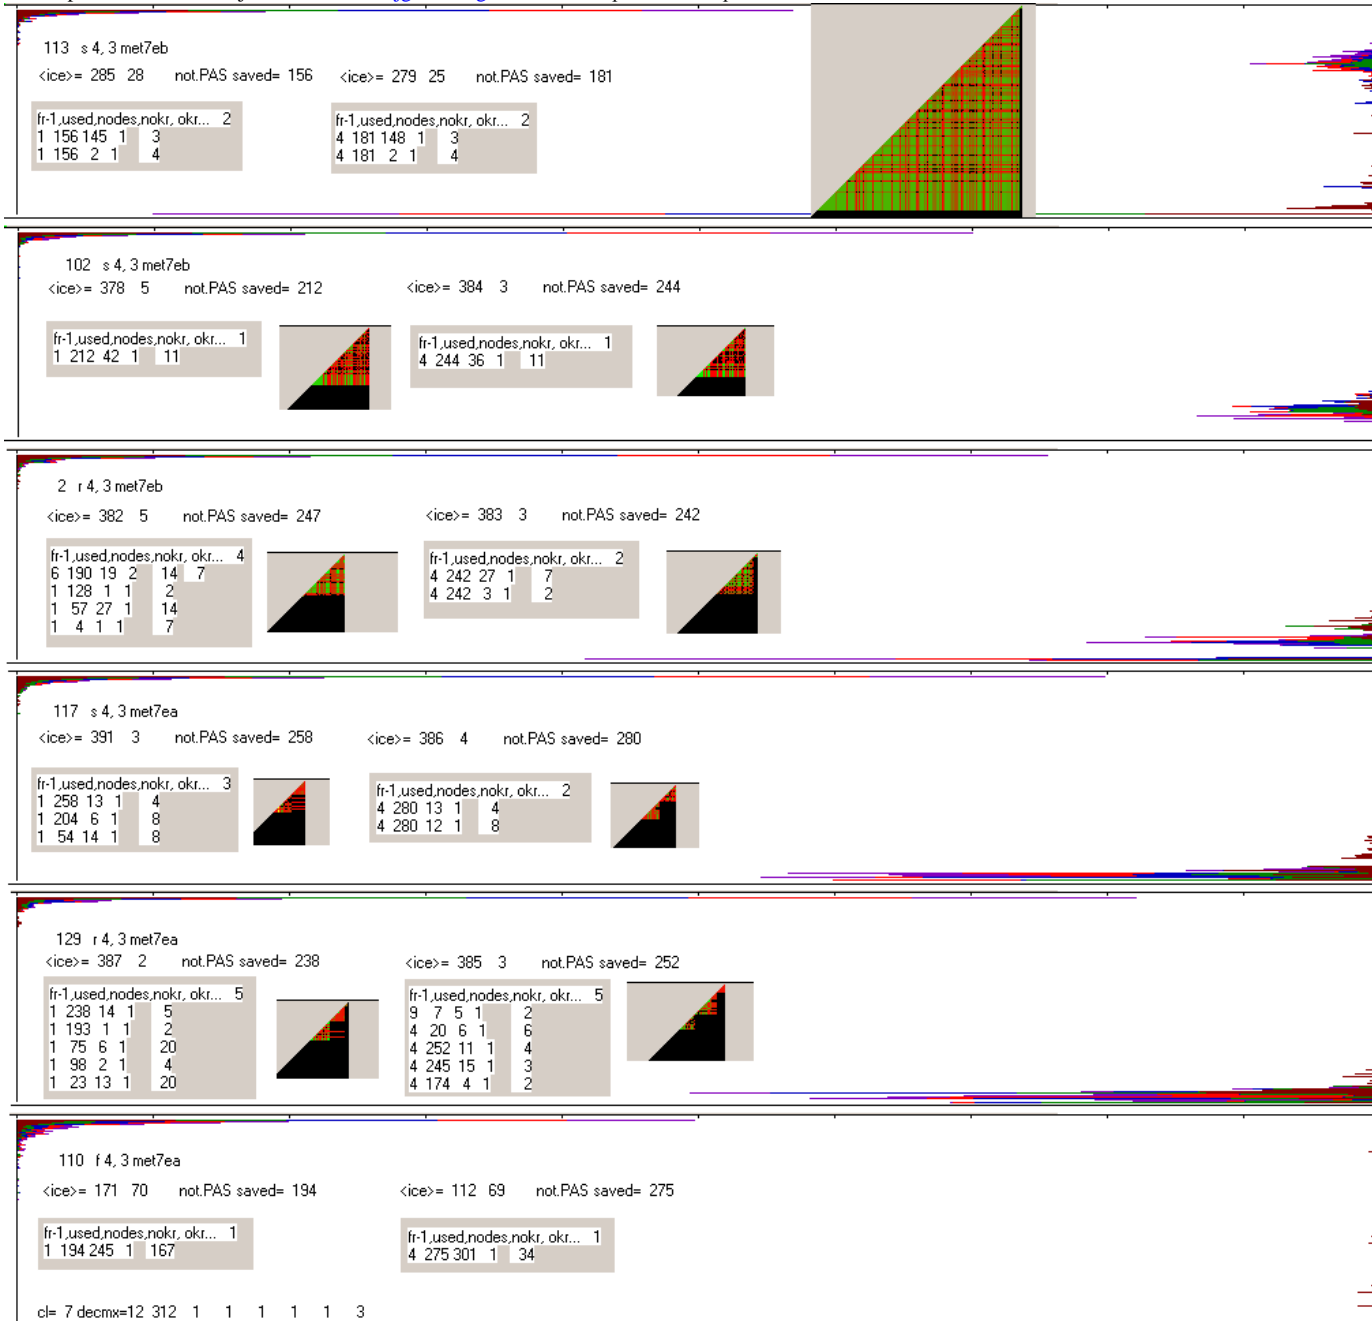 113 s 4, 3 met7eb
<ice>= 285 28 not.PAS saved= 156 <ice>= 279 25 not.PAS saved= 181
fr-1,used,nodes,nokr, okr... 2
1 156 145 1 3
1 156 2 1 4
fr-1,used,nodes,nokr, okr... 2
4 181 148 1 3
4 181 2 1 4
102 s 4, 3 met7eb
<ice>= 378 5 not.PAS saved= 212 <ice>= 384 3 not.PAS saved= 244
fr-1,used,nodes,nokr, okr... 1
1 212 42 1 11
fr-1,used,nodes,nokr, okr... 1
4 244 36 1 11
2 r 4, 3 met7eb
<ice>= 382 5 not.PAS saved= 247 <ice>= 383 3 not.PAS saved= 242
fr-1,used,nodes,nokr, okr... 4
6 190 19 2 14 7
1 128 1 1 2
1 57 27 1 14
1 4 1 1 7
fr-1,used,nodes,nokr, okr... 2
4 242 27 1 7
4 242 3 1 2
117 s 4, 3 met7ea
<ice>= 391 3 not.PAS saved= 258 <ice>= 386 4 not.PAS saved= 280
fr-1,used,nodes,nokr, okr... 3
1 258 13 1 4
1 204 6 1 8
1 54 14 1 8
fr-1,used,nodes,nokr, okr... 2
4 280 13 1 4
4 280 12 1 8
129 r 4, 3 met7ea
<ice>= 387 2 not.PAS saved= 238 <ice>= 385 3 not.PAS saved= 252
fr-1,used,nodes,nokr, okr... 5
1 238 14 1 5
1 193 1 1 2
1 75 6 1 20
1 98 2 1 4
1 23 13 1 20
fr-1,used,nodes,nokr, okr... 5
9 7 5 1 2
4 20 6 1 6
4 252 11 1 4
4 245 15 1 3
4 174 4 1 2
110 f 4, 3 met7ea
<ice>= 171 70 not.PAS saved= 194 <ice>= 112 69 not.PAS saved= 275
fr-1,used,nodes,nokr, okr... 1
1 194 245 1 167
fr-1,used,nodes,nokr, okr... 1
4 275 301 1 34
cl= 7 decmx=12 312 1 1 1 1 1 3